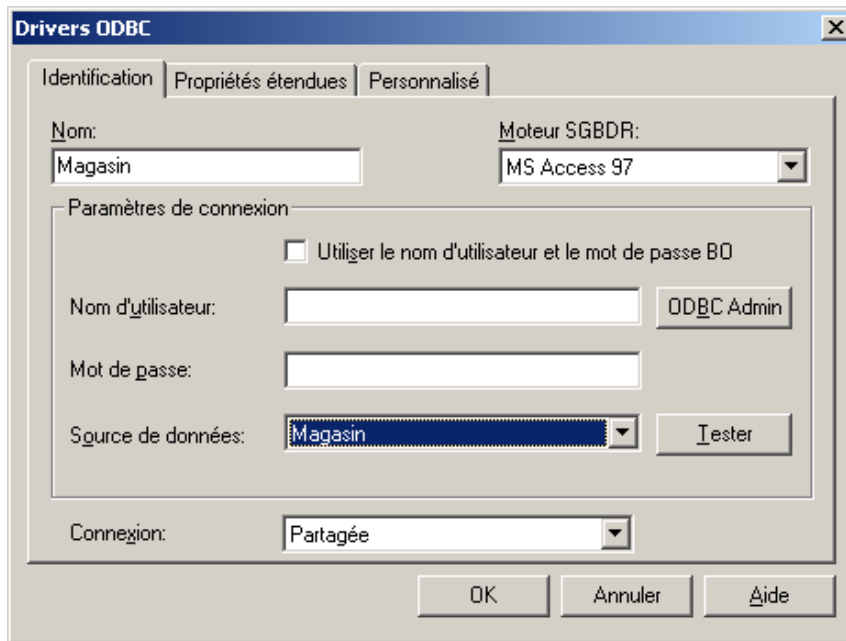 Drivers ODBC
Identification Propriétés étendues Personnalisé
Nom: Moteur SGBDR:
Magasin MS Access 97
Paramètres de connexion
Utiliser le nom d'utilisateur et le mot de passe BO
Nom d'utilisateur: ODBC Admin
Mot de passe:
Source de données: Magasin Tester
Connexion: Partagée
OK Annuler Aide